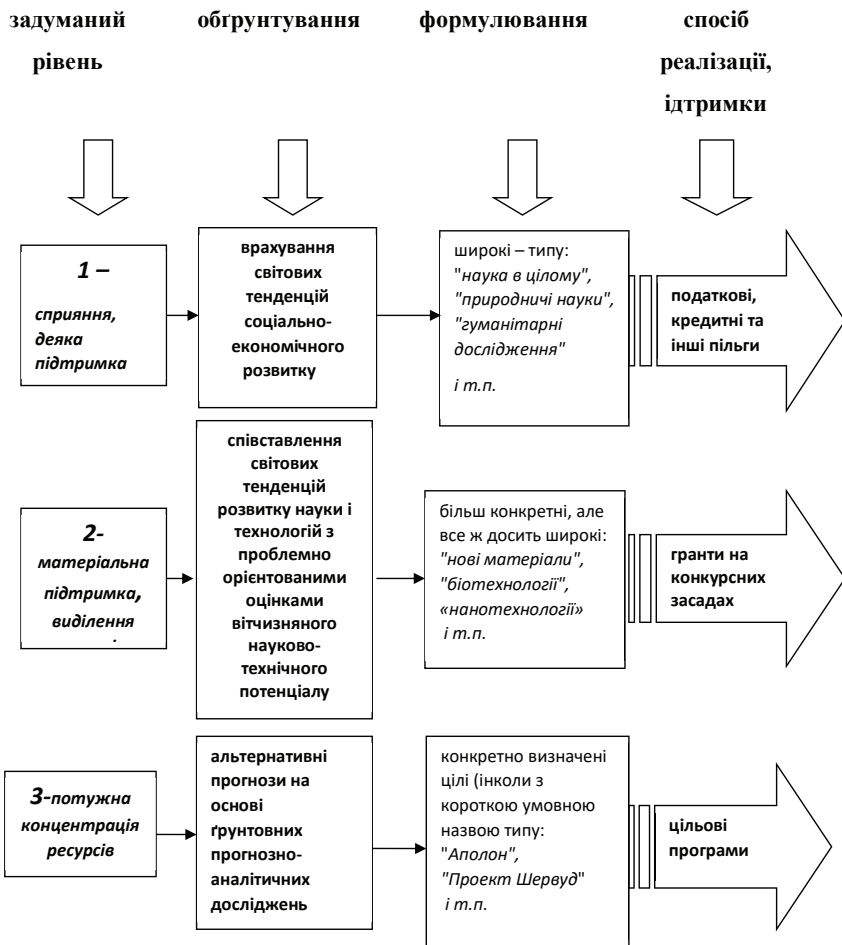 задуманий
рівень
обґрунтування
формулювання
спосіб
реалізації,
ідтримки
1 –
сприяння,
деяка
підтримка
врахування
світових
тенденцій
соціально-
економічного
розвитку
широкі – типу:
"наука в цілому",
"природничі науки",
"гуманітарні
дослідження"
і т.п.
податкові,
кредитні та
інші пільги
2-
матеріальна
підтримка,
виділення
співставлення
світових
тенденцій
розвитку науки і
технологій з
проблемно
орієнтованими
оцінками
вітчизняного
науково-
технічного
потенціалу
більш конкретні, але
все ж досить широкі:
"нові матеріали",
"біотехнології",
«нанотехнології»
і т.п.
гранти на
конкурсних
засадах
3-потужна
концентрація
ресурсів
альтернативні
прогнози на
основі
ґрунтовних
прогнозно-
аналітичних
досліджень
конкретно визначені
цілі (інколи з
короткою умовною
назвою типу:
"Аполон",
"Проект Шервуд"
і т.п.
цільові
програми